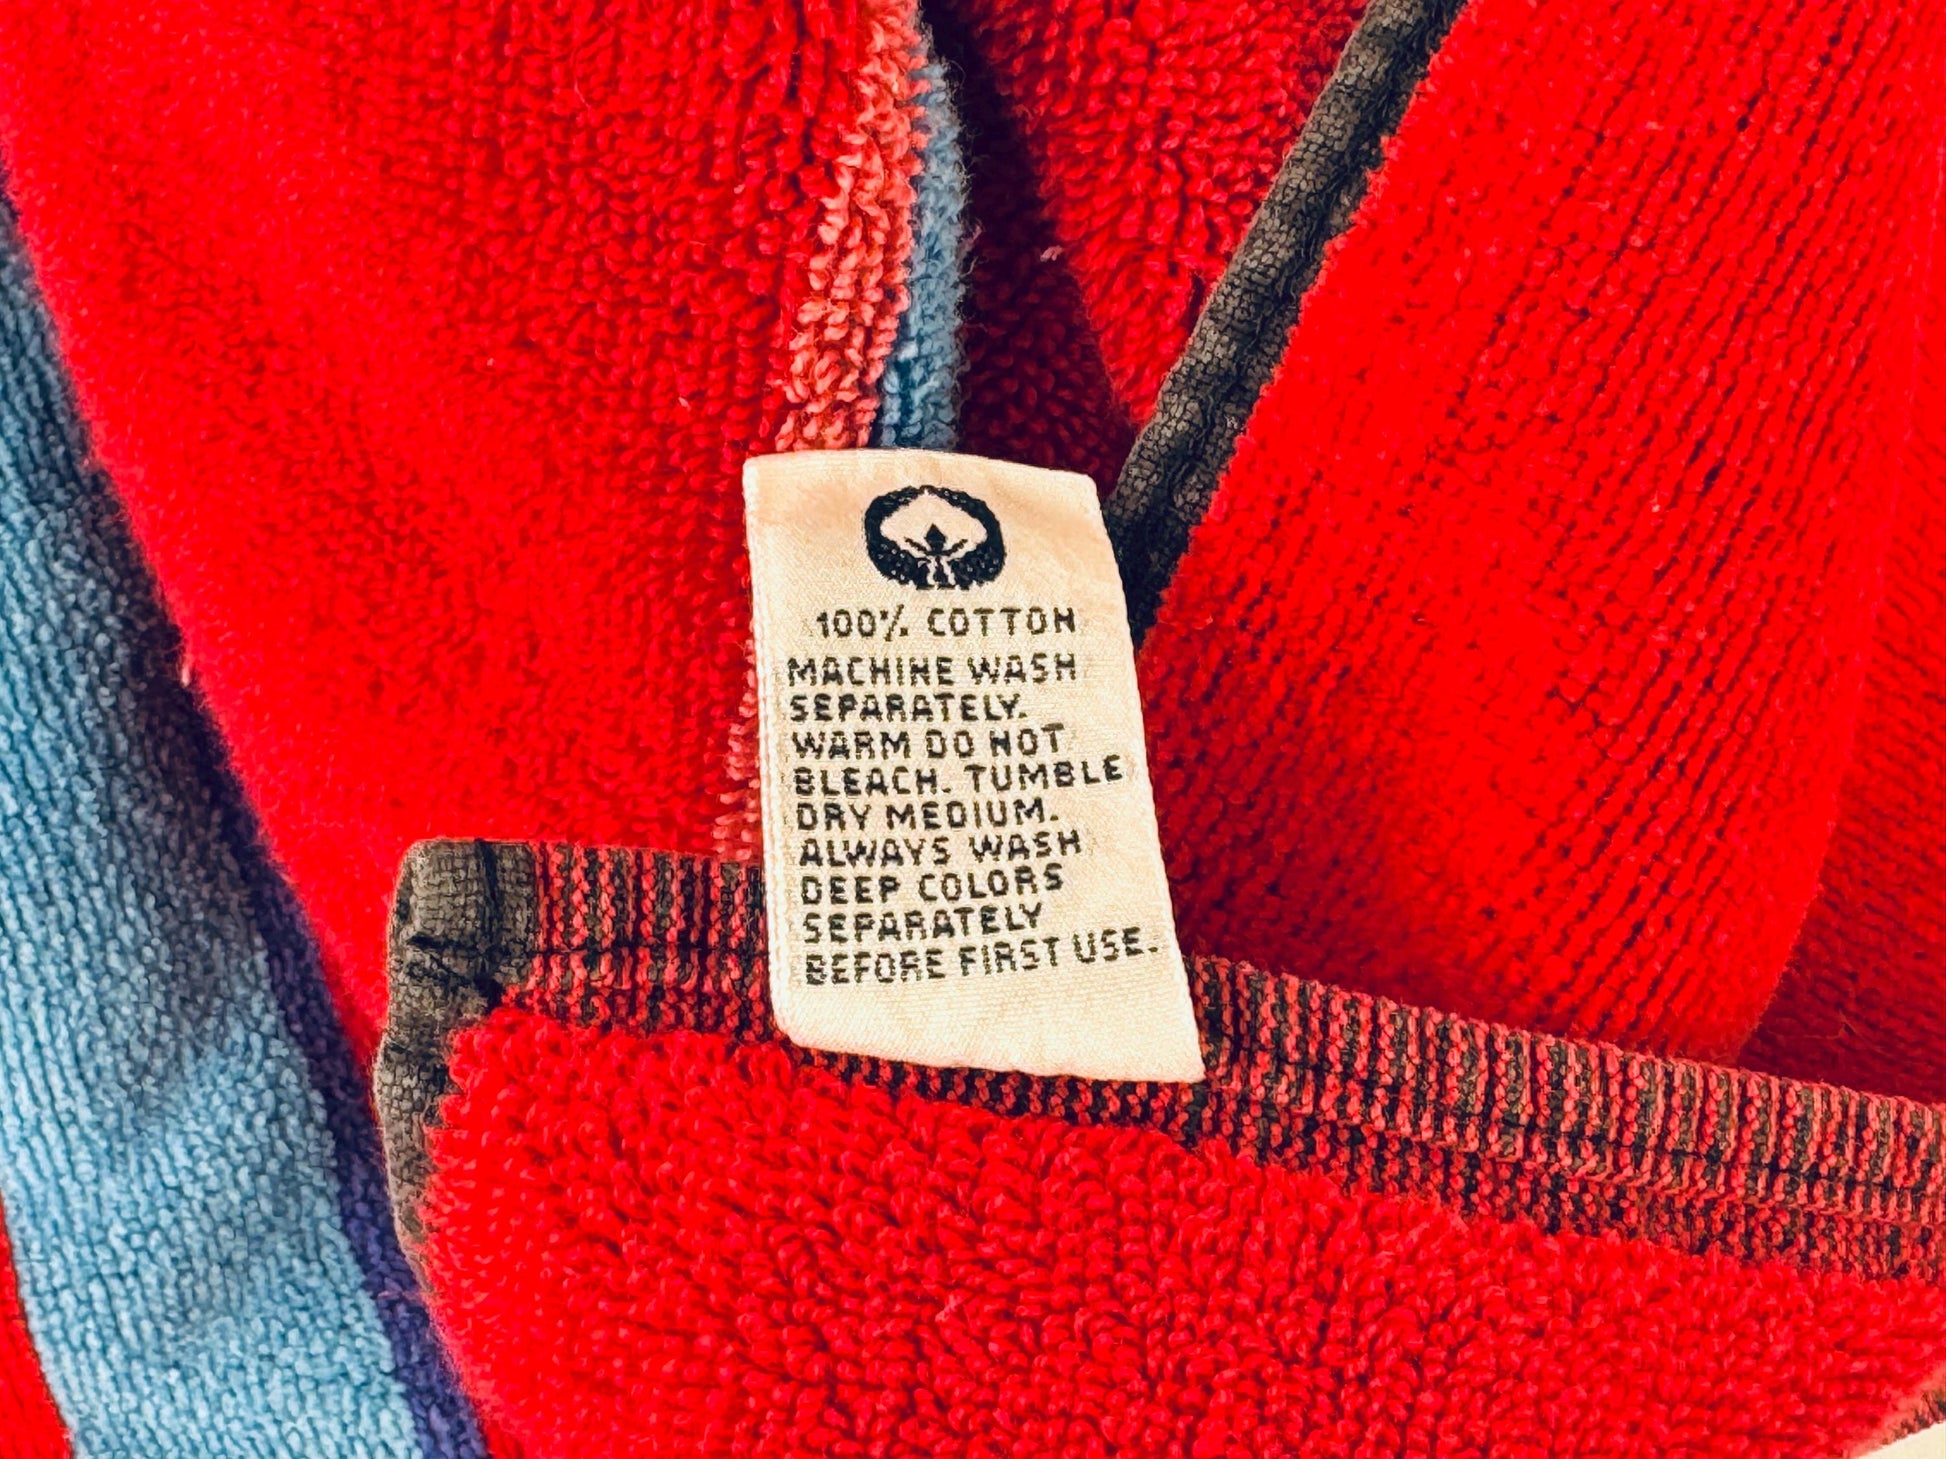 100% COTTON
MACHINE WASH
SEPARATELY.
WARM DO NOT
BLEACH. TUMBLE
DRY MEDIUM.
ALWAYS WASH
DEEP COLORS
SEPARATELY
BEFORE FIRST USE.